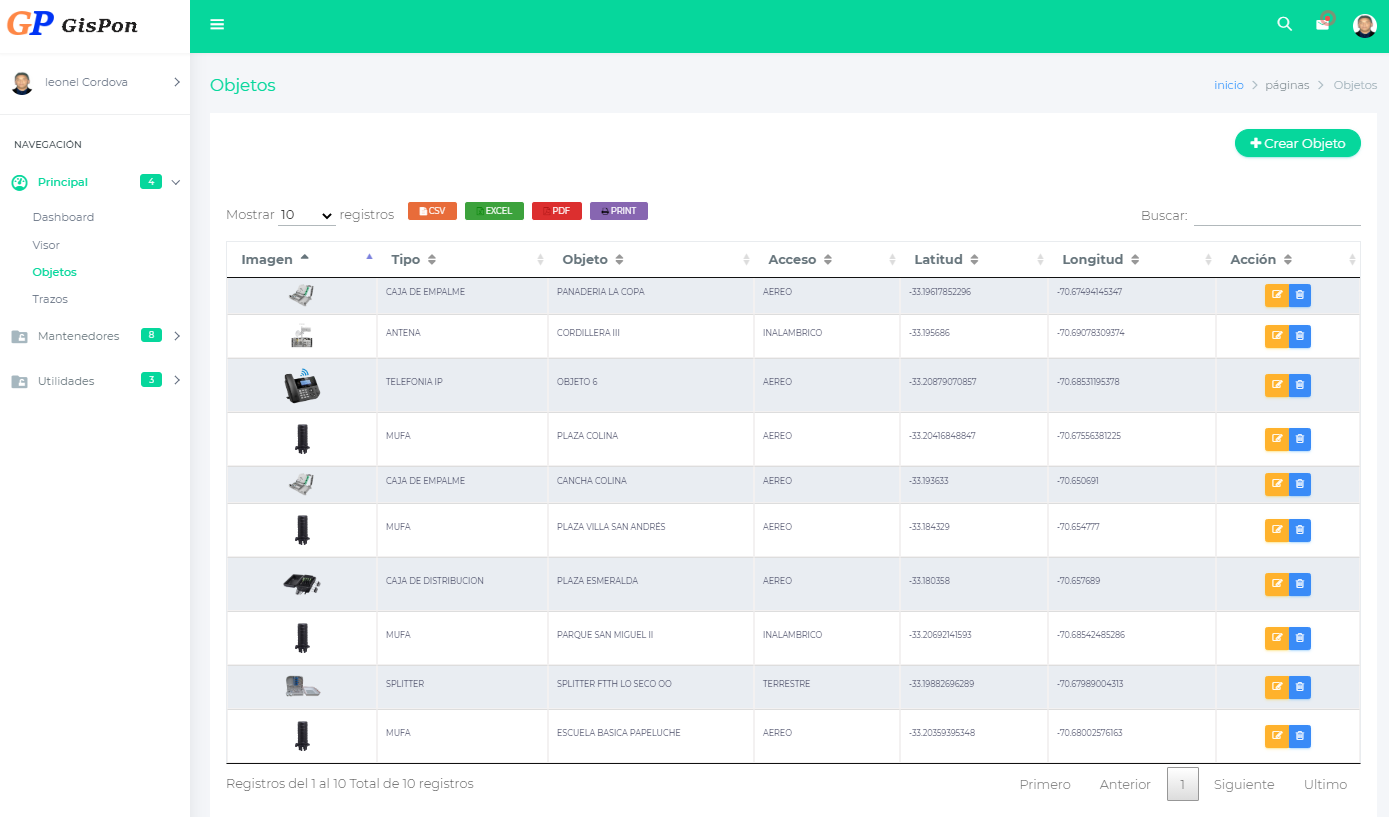 GP GisPon
leonel Cordova
NAVEGACIÓN
Principal 4
Dashboard
Visor
Objetos
Trazos
Mantenedores 8
Utilidades 3
Objetos
inicio > páginas > Objetos
Crear Objeto
Mostrar 10 registros CSV EXCEL PDF PRINT Buscar:
Imagen Tipo Objeto Acceso Latitud Longitud Acción
CAJA DE EMPALME PANADERIA LA COPA AEREO -33.19617852296 -70.67494145347
ANTENA CORDILLERA III INALAMBRICO -33.195686 -70.69078309374
TELEFONIA IP OBJETO 6 AEREO -33.20879070857 -70.68531195378
MUFA PLAZA COLINA AEREO -33.20416848847 -70.67556381225
CAJA DE EMPALME CANCHA COLINA AEREO -33.193633 -70.650691
MUFA PLAZA VILLA SAN ANDRÉS AEREO -33.184329 -70.654777
CAJA DE DISTRIBUCION PLAZA ESMERALDA AEREO -33.180358 -70.657689
MUFA PARQUE SAN MIGUEL II INALAMBRICO -33.20692141593 -70.68542485286
SPLITTER SPLITTER FTTH LO SECO OO TERRESTRE -33.19882696289 -70.67989004313
MUFA ESCUELA BASICA PAPELUCHE AEREO -33.20359395348 -70.68002576163
Registros del 1 al 10 Total de 10 registros
Primero Anterior 1 Siguiente Ultimo